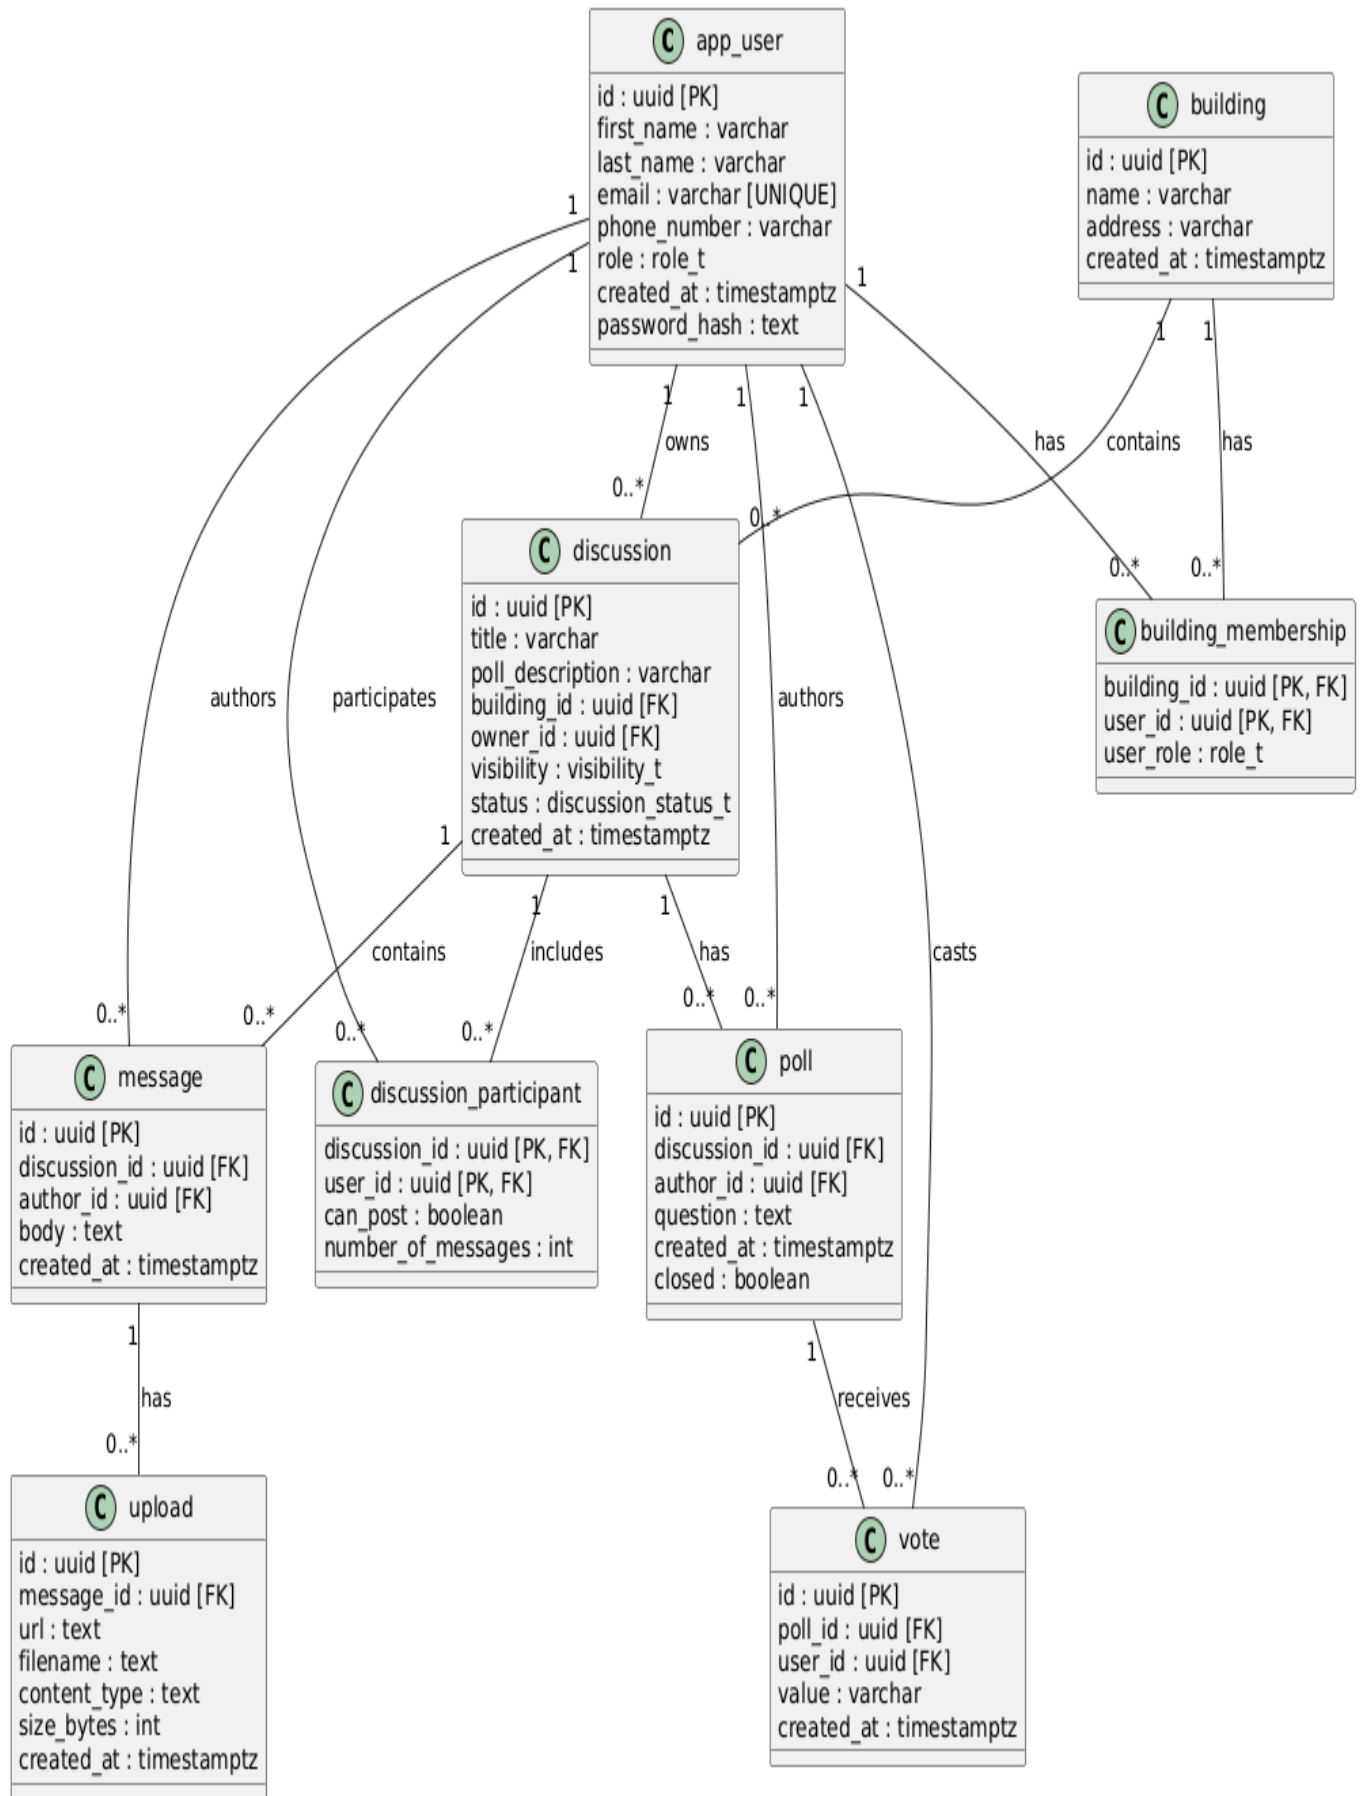 C app_user
id : uuid [PK]
first_name : varchar
last_name : varchar
email : varchar [UNIQUE]
phone_number : varchar
role : role_t
created_at : timestamptz
password_hash : text
C building
id : uuid [PK]
name : varchar
address : varchar
created_at : timestamptz
1
1
1
1
1
1
1
1
owns
has
contains
has
0..*
0..*
0..*
0..*
C discussion
id : uuid [PK]
title : varchar
poll_description : varchar
building_id : uuid [FK]
owner_id : uuid [FK]
visibility : visibility_t
status : discussion_status_t
created_at : timestamptz
C building_membership
building_id : uuid [PK, FK]
user_id : uuid [PK, FK]
user_role : role_t
authors
participates
authors
1
1
1
contains
includes
has
casts
0..*
0..*
0..*
0..*
0..*
0..*
C message
id : uuid [PK]
discussion_id : uuid [FK]
author_id : uuid [FK]
body : text
created_at : timestamptz
C discussion_participant
discussion_id : uuid [PK, FK]
user_id : uuid [PK, FK]
can_post : boolean
number_of_messages : int
C poll
id : uuid [PK]
discussion_id : uuid [FK]
author_id : uuid [FK]
question : text
created_at : timestamptz
closed : boolean
1
has
0..*
1
receives
0..*
0..*
C upload
id : uuid [PK]
message_id : uuid [FK]
url : text
filename : text
content_type : text
size_bytes : int
created_at : timestamptz
C vote
id : uuid [PK]
poll_id : uuid [FK]
user_id : uuid [FK]
value : varchar
created_at : timestamptz